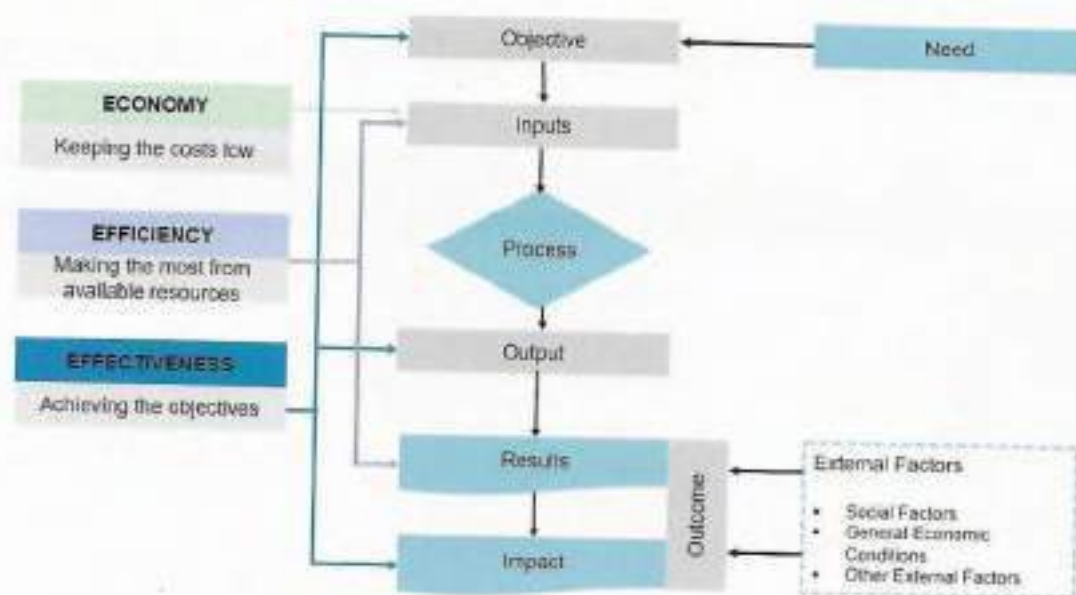 Objective
Need
ECONOMY
Keeping the costs low
Inputs
EFFICIENCY
Making the most from
available resources
Process
EFFECTIVENESS
Achieving the objectives
Output
Results
Impact
Outcome
External Factors
• Social Factors
• General Economic
Conditions
• Other External Factors